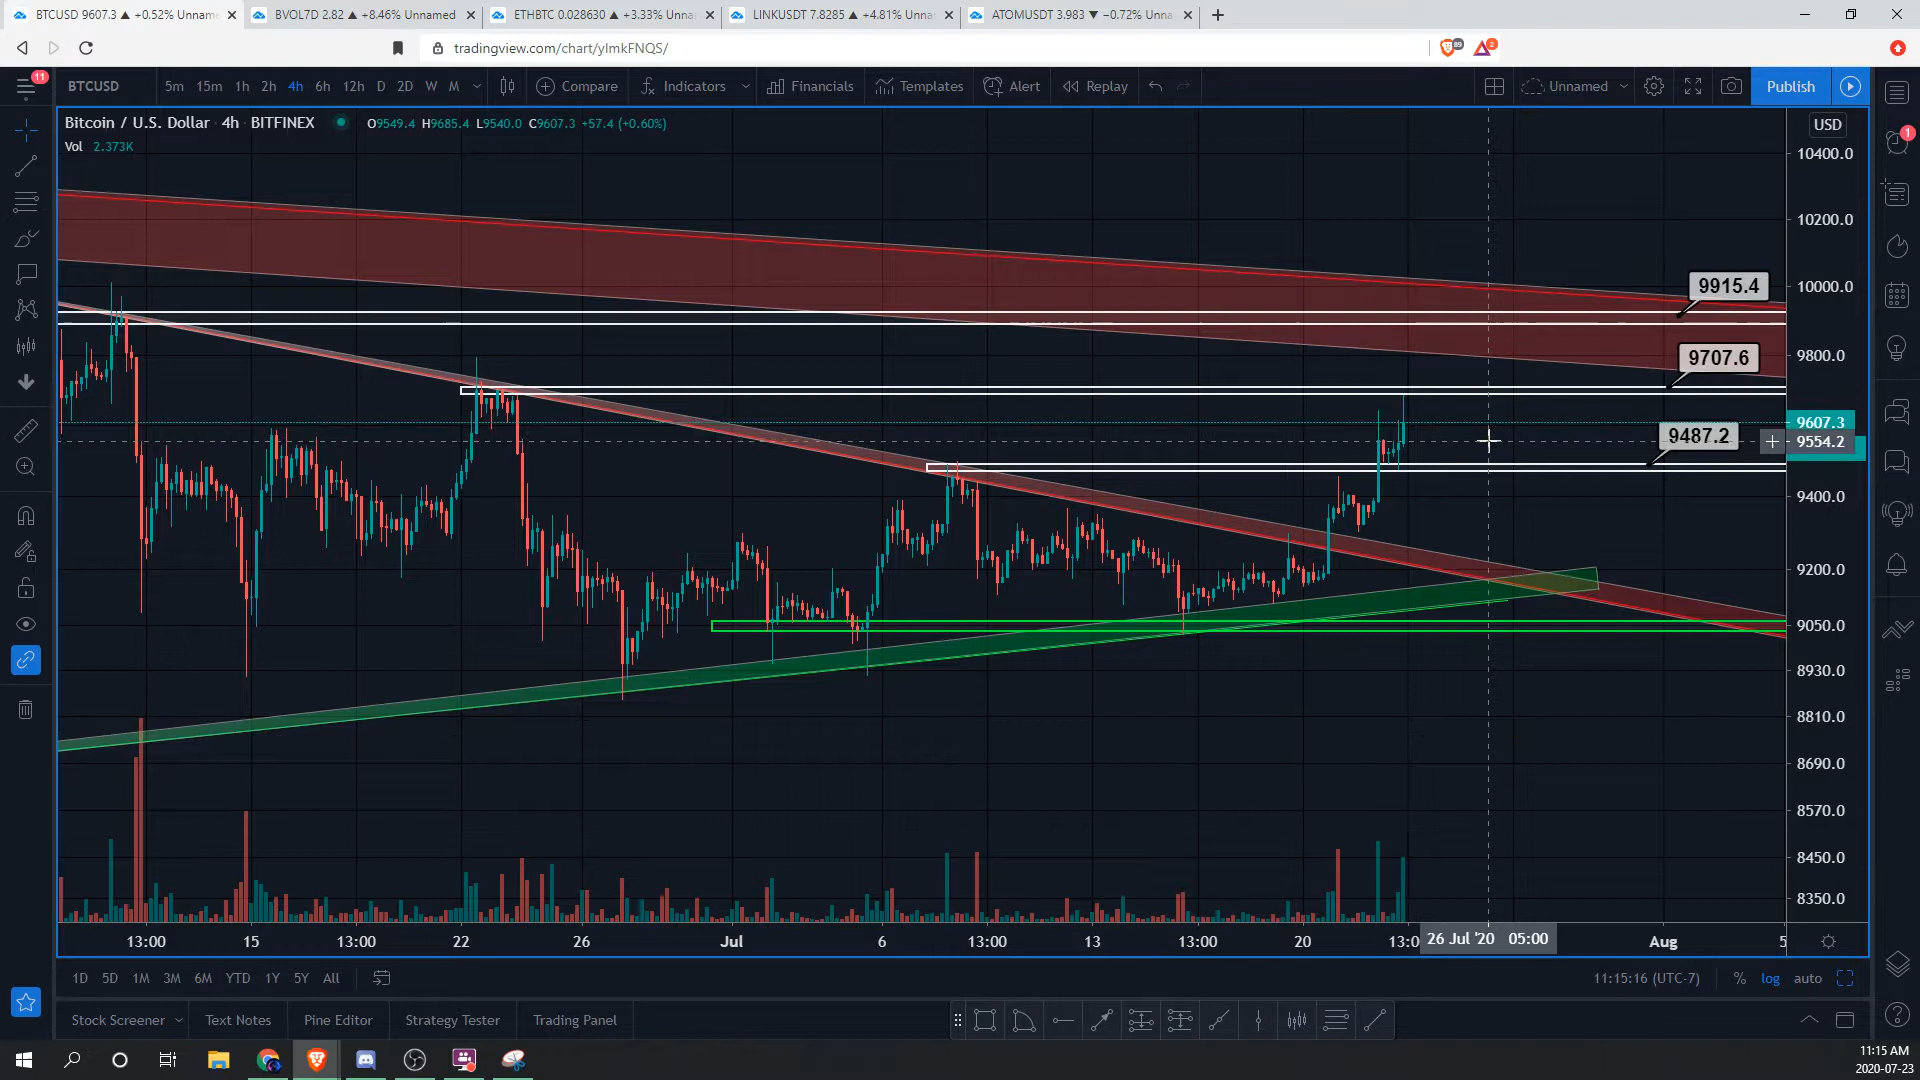 BTCUSD 9607.3 ▲ +0.52% Unname
BVOL7D 2.82 ▲ +8.46% Unnamed
ETHBTC 0.028630 ▲ +3.33% Unna
LINKUSDT 7.8285 ▲ +4.81% Unna
ATOMUSDT 3.983 ▼ −0.72% Unna
tradingview.com/chart/ylmkFNQS/
89
2
11
BTCUSD
5m 15m 1h 2h 4h 6h 12h D 2D W M
Compare
Indicators
Financials
Templates
Alert
Replay
Unnamed
Publish
1
Bitcoin / U.S. Dollar 4h BITFINEX
O9549.4 H9685.4 L9540.0 C9607.3 +57.4 (+0.60%)
Vol 2.373K
USD
10400.0
10200.0
10000.0
9915.4
9800.0
9707.6
9607.3
9487.2
9554.2
9400.0
9200.0
9050.0
8930.0
8810.0
8690.0
8570.0
8450.0
8350.0
13:00 15 13:00 22 26 Jul 6 13:00 13 13:00 20 13:0 26 Jul '20 05:00 Aug 5
1D 5D 1M 3M 6M YTD 1Y 5Y All
11:15:16 (UTC-7) % log auto
Stock Screener
Text Notes
Pine Editor
Strategy Tester
Trading Panel
11:15 AM
2020-07-23